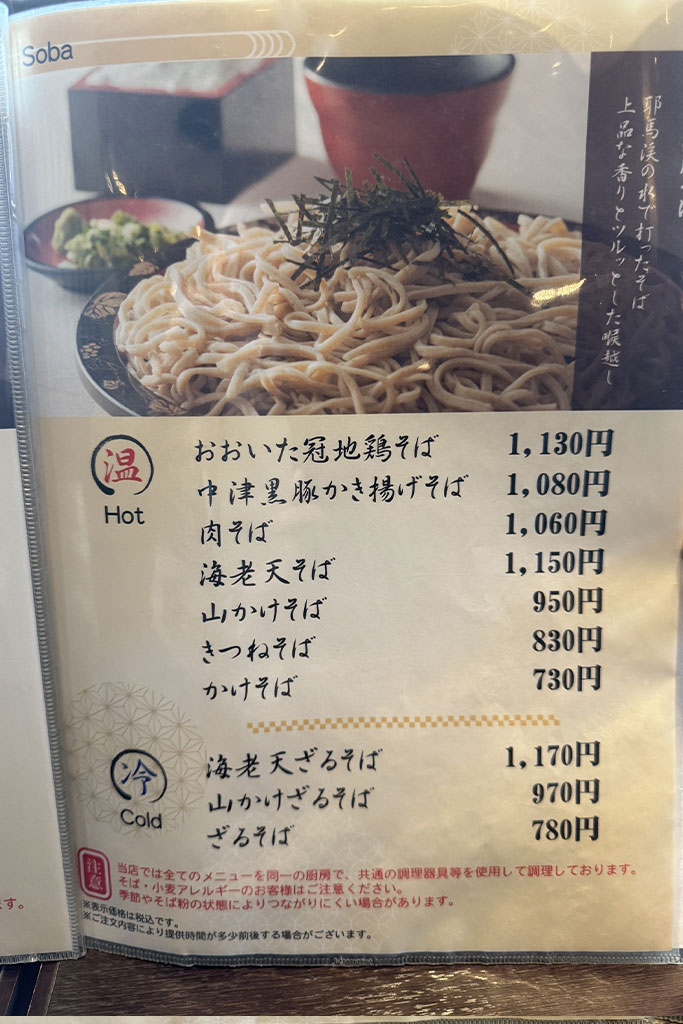 Soba
耶馬渓の水で打ったそば
上品な香りとツルッとした喉越し
温
Hot
おおいた冠地鶏そば 1,130円
中津黒豚かき揚げそば 1,080円
肉そば 1,060円
海老天そば 1,150円
山かけそば 950円
きつねそば 830円
かけそば 730円
冷
Cold
海老天ざるそば 1,170円
山かけざるそば 970円
ざるそば 780円
注意
当店では全てのメニューを同一の厨房で、共通の調理器具等を使用して調理しております。
そば・小麦アレルギーのお客様はご注意ください。
季節やそば粉の状態によりつながりにくい場合があります。
※表示価格は税込です。
※ご注文内容により提供時間が多少前後する場合がございます。
ます。